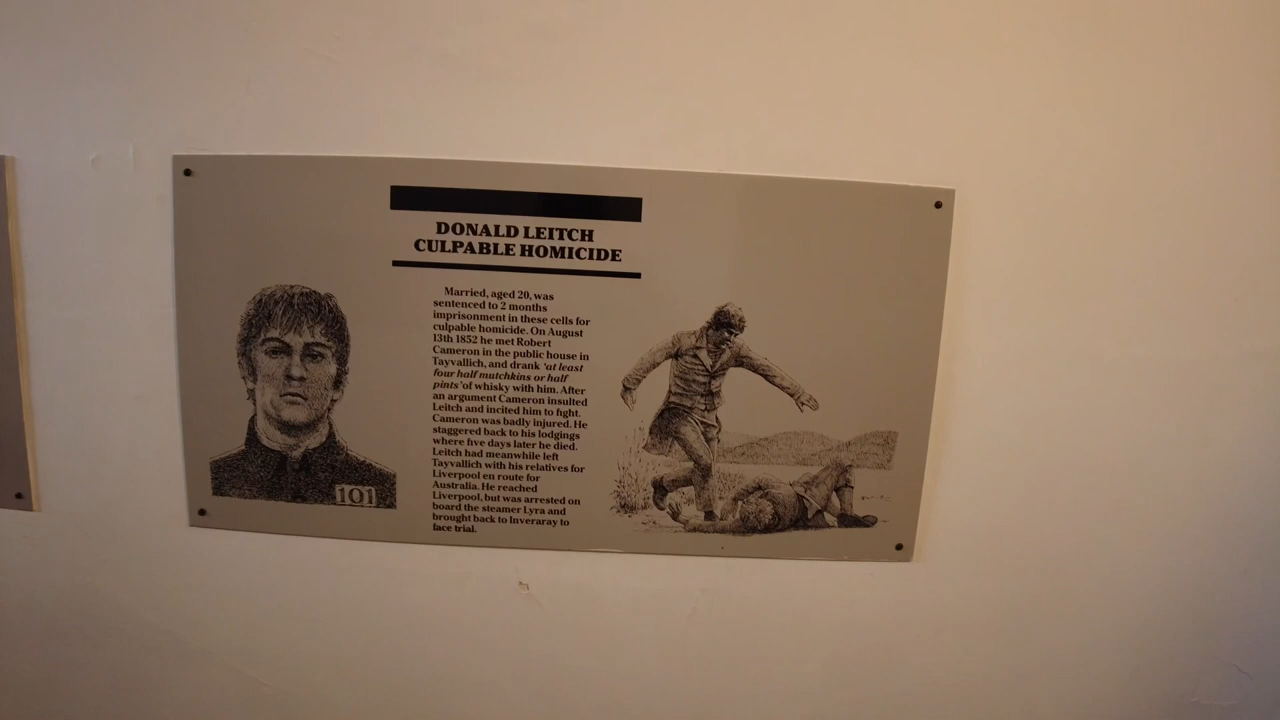 DONALD LEITCH
CULPABLE HOMICIDE
Married, aged 20, was
sentenced to 2 months
imprisonment in these cells for
culpable homicide. On August
13th 1852 he met Robert
Cameron in the public house in
Tayvallich, and drank 'at least
four half mutchkins or half
pints' of whisky with him. After
an argument Cameron insulted
Leitch and incited him to fight.
Cameron was badly injured. He
staggered back to his lodgings
where five days later he died.
Leitch had meanwhile left
Tayvallich with his relatives for
Liverpool en route for
Australia. He reached
Liverpool, but was arrested on
board the steamer Lyra and
brought back to Inveraray to
face trial.
101